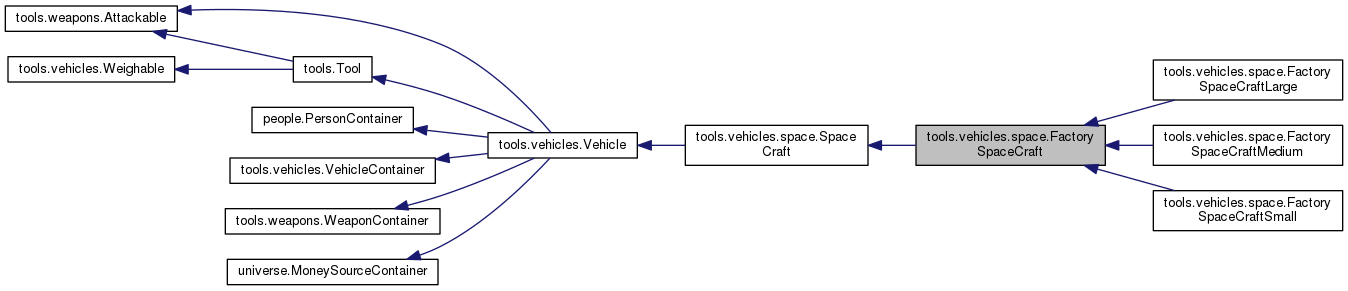 tools.weapons.Attackable
tools.vehicles.Weighable
tools.Tool
people.PersonContainer
tools.vehicles.VehicleContainer
tools.weapons.WeaponContainer
universe.MoneySourceContainer
tools.vehicles.Vehicle
tools.vehicles.space.Space
Craft
tools.vehicles.space.Factory
SpaceCraft
tools.vehicles.space.Factory
SpaceCraftLarge
tools.vehicles.space.Factory
SpaceCraftMedium
tools.vehicles.space.Factory
SpaceCraftSmall